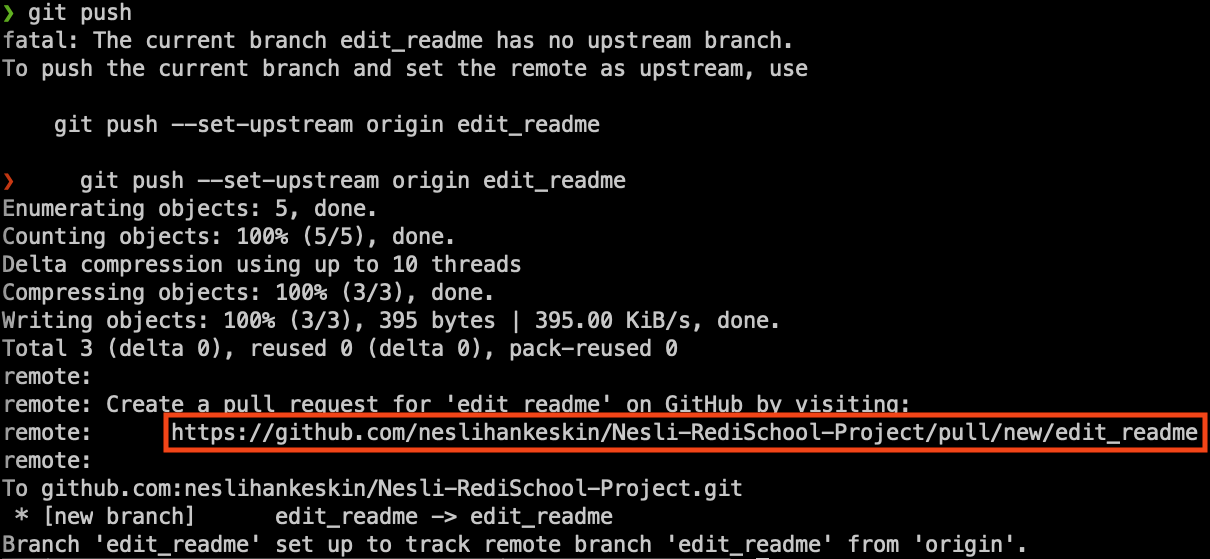 ❯ git push
fatal: The current branch edit_readme has no upstream branch.
To push the current branch and set the remote as upstream, use
    git push --set-upstream origin edit_readme
❯     git push --set-upstream origin edit_readme
Enumerating objects: 5, done.
Counting objects: 100% (5/5), done.
Delta compression using up to 10 threads
Compressing objects: 100% (3/3), done.
Writing objects: 100% (3/3), 395 bytes | 395.00 KiB/s, done.
Total 3 (delta 0), reused 0 (delta 0), pack-reused 0
remote:
remote: Create a pull request for 'edit_readme' on GitHub by visiting:
remote:      https://github.com/neslihankeskin/Nesli-RediSchool-Project/pull/new/edit_readme
remote:
To github.com:neslihankeskin/Nesli-RediSchool-Project.git
 * [new branch]      edit_readme -> edit_readme
Branch 'edit_readme' set up to track remote branch 'edit_readme' from 'origin'.